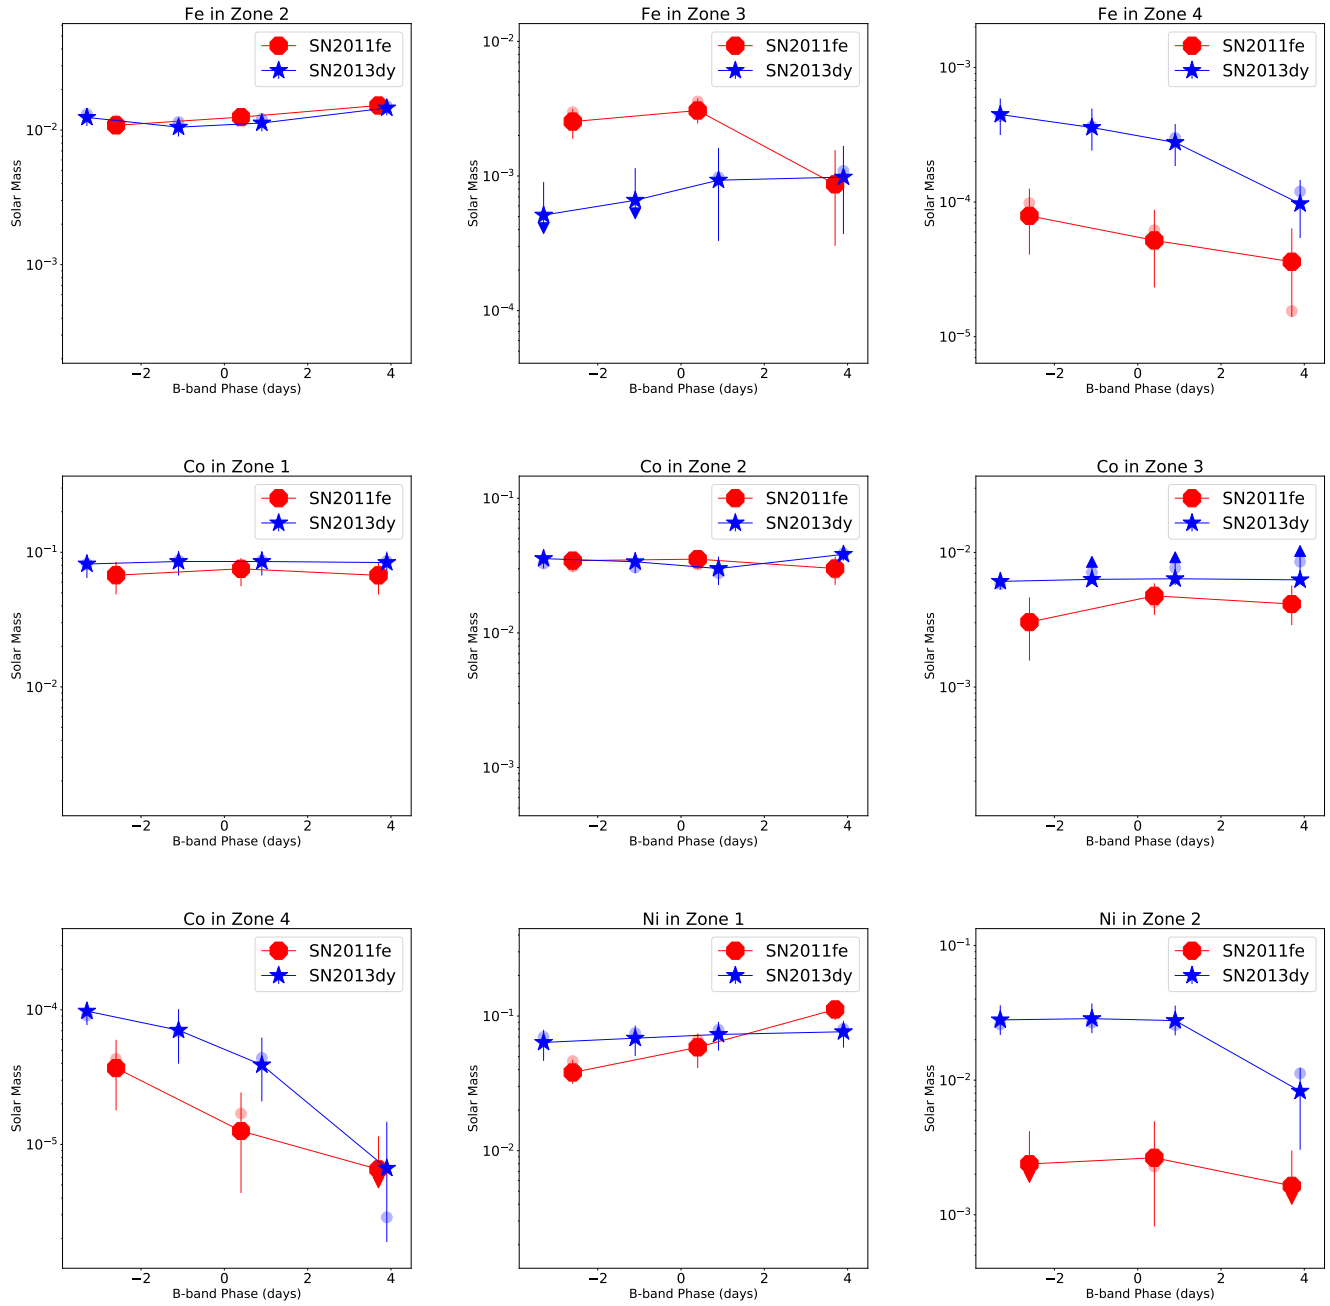 Fe in Zone 2
SN2011fe
SN2013dy
10−2
10−3
Solar Mass
−2 0 2 4
B-band Phase (days)
Fe in Zone 3
SN2011fe
SN2013dy
10−2
10−3
10−4
Solar Mass
−2 0 2 4
B-band Phase (days)
Fe in Zone 4
SN2011fe
SN2013dy
10−3
10−4
10−5
Solar Mass
−2 0 2 4
B-band Phase (days)
Co in Zone 1
SN2011fe
SN2013dy
10−1
10−2
Solar Mass
−2 0 2 4
B-band Phase (days)
Co in Zone 2
SN2011fe
SN2013dy
10−1
10−2
10−3
Solar Mass
−2 0 2 4
B-band Phase (days)
Co in Zone 3
SN2011fe
SN2013dy
10−2
10−3
Solar Mass
−2 0 2 4
B-band Phase (days)
Co in Zone 4
SN2011fe
SN2013dy
10−4
10−5
Solar Mass
−2 0 2 4
B-band Phase (days)
Ni in Zone 1
SN2011fe
SN2013dy
10−1
10−2
Solar Mass
−2 0 2 4
B-band Phase (days)
Ni in Zone 2
SN2011fe
SN2013dy
10−1
10−2
10−3
Solar Mass
−2 0 2 4
B-band Phase (days)